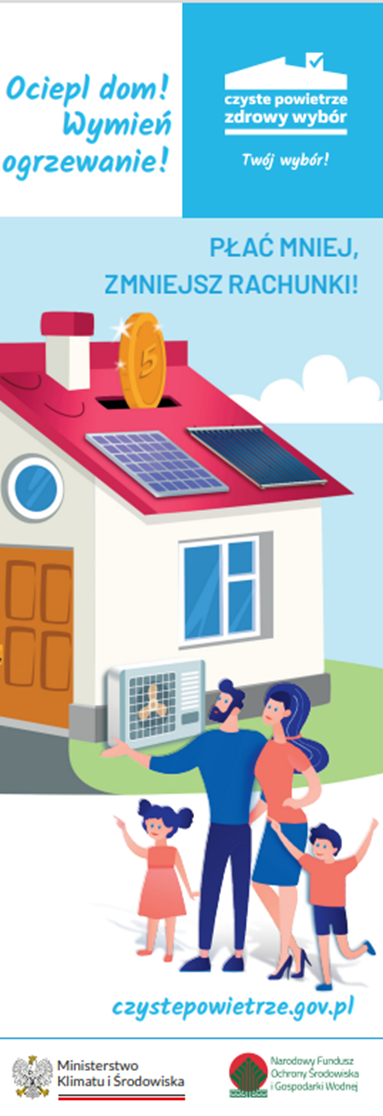 Ociepl dom!
Wymień
ogrzewanie!
czyste powietrze
zdrowy wybór
Twój wybór!
PŁAĆ MNIEJ,
ZMNIEJSZ RACHUNKI!
5
czystepowietrze.gov.pl
Ministerstwo
Klimatu i Środowiska
Narodowy Fundusz
Ochrony Środowiska
i Gospodarki Wodnej